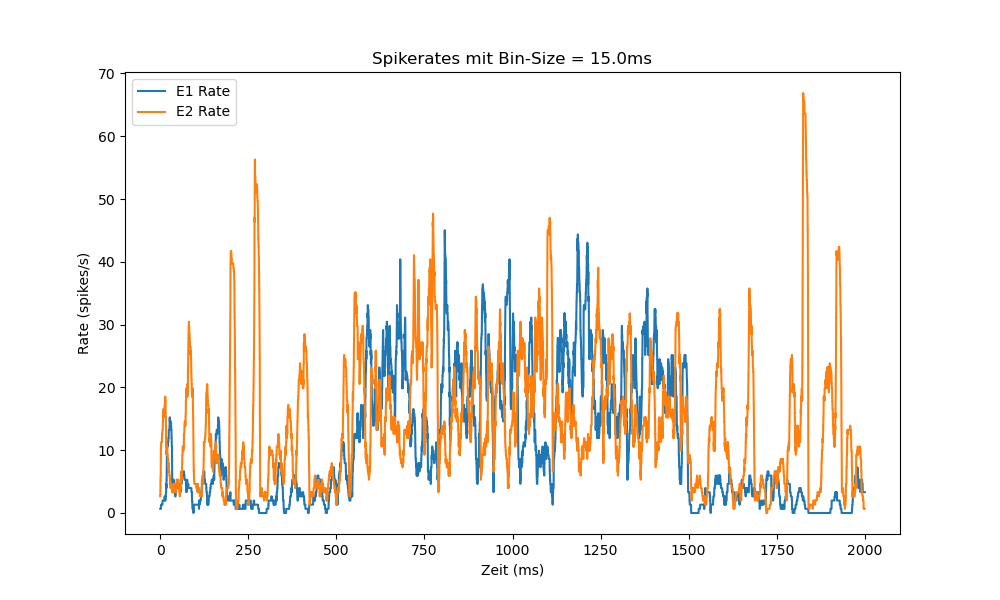 Spikerates mit Bin-Size = 15.0ms
E1 Rate
E2 Rate
70
60
50
40
30
20
10
0
Rate (spikes/s)
0 250 500 750 1000 1250 1500 1750 2000
Zeit (ms)